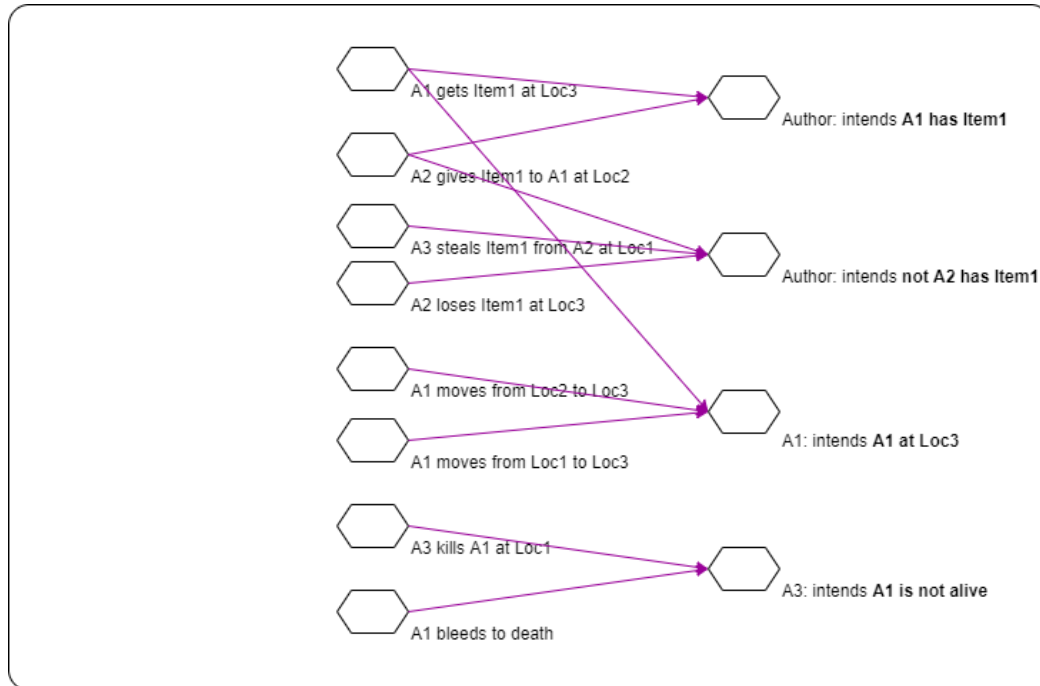 A1 gets Item1 at Loc3
Author: intends A1 has Item1
A2 gives Item1 to A1 at Loc2
A3 steals Item1 from A2 at Loc1
Author: intends not A2 has Item1
A2 loses Item1 at Loc3
A1 moves from Loc2 to Loc3
A1: intends A1 at Loc3
A1 moves from Loc1 to Loc3
A3 kills A1 at Loc1
A3: intends A1 is not alive
A1 bleeds to death